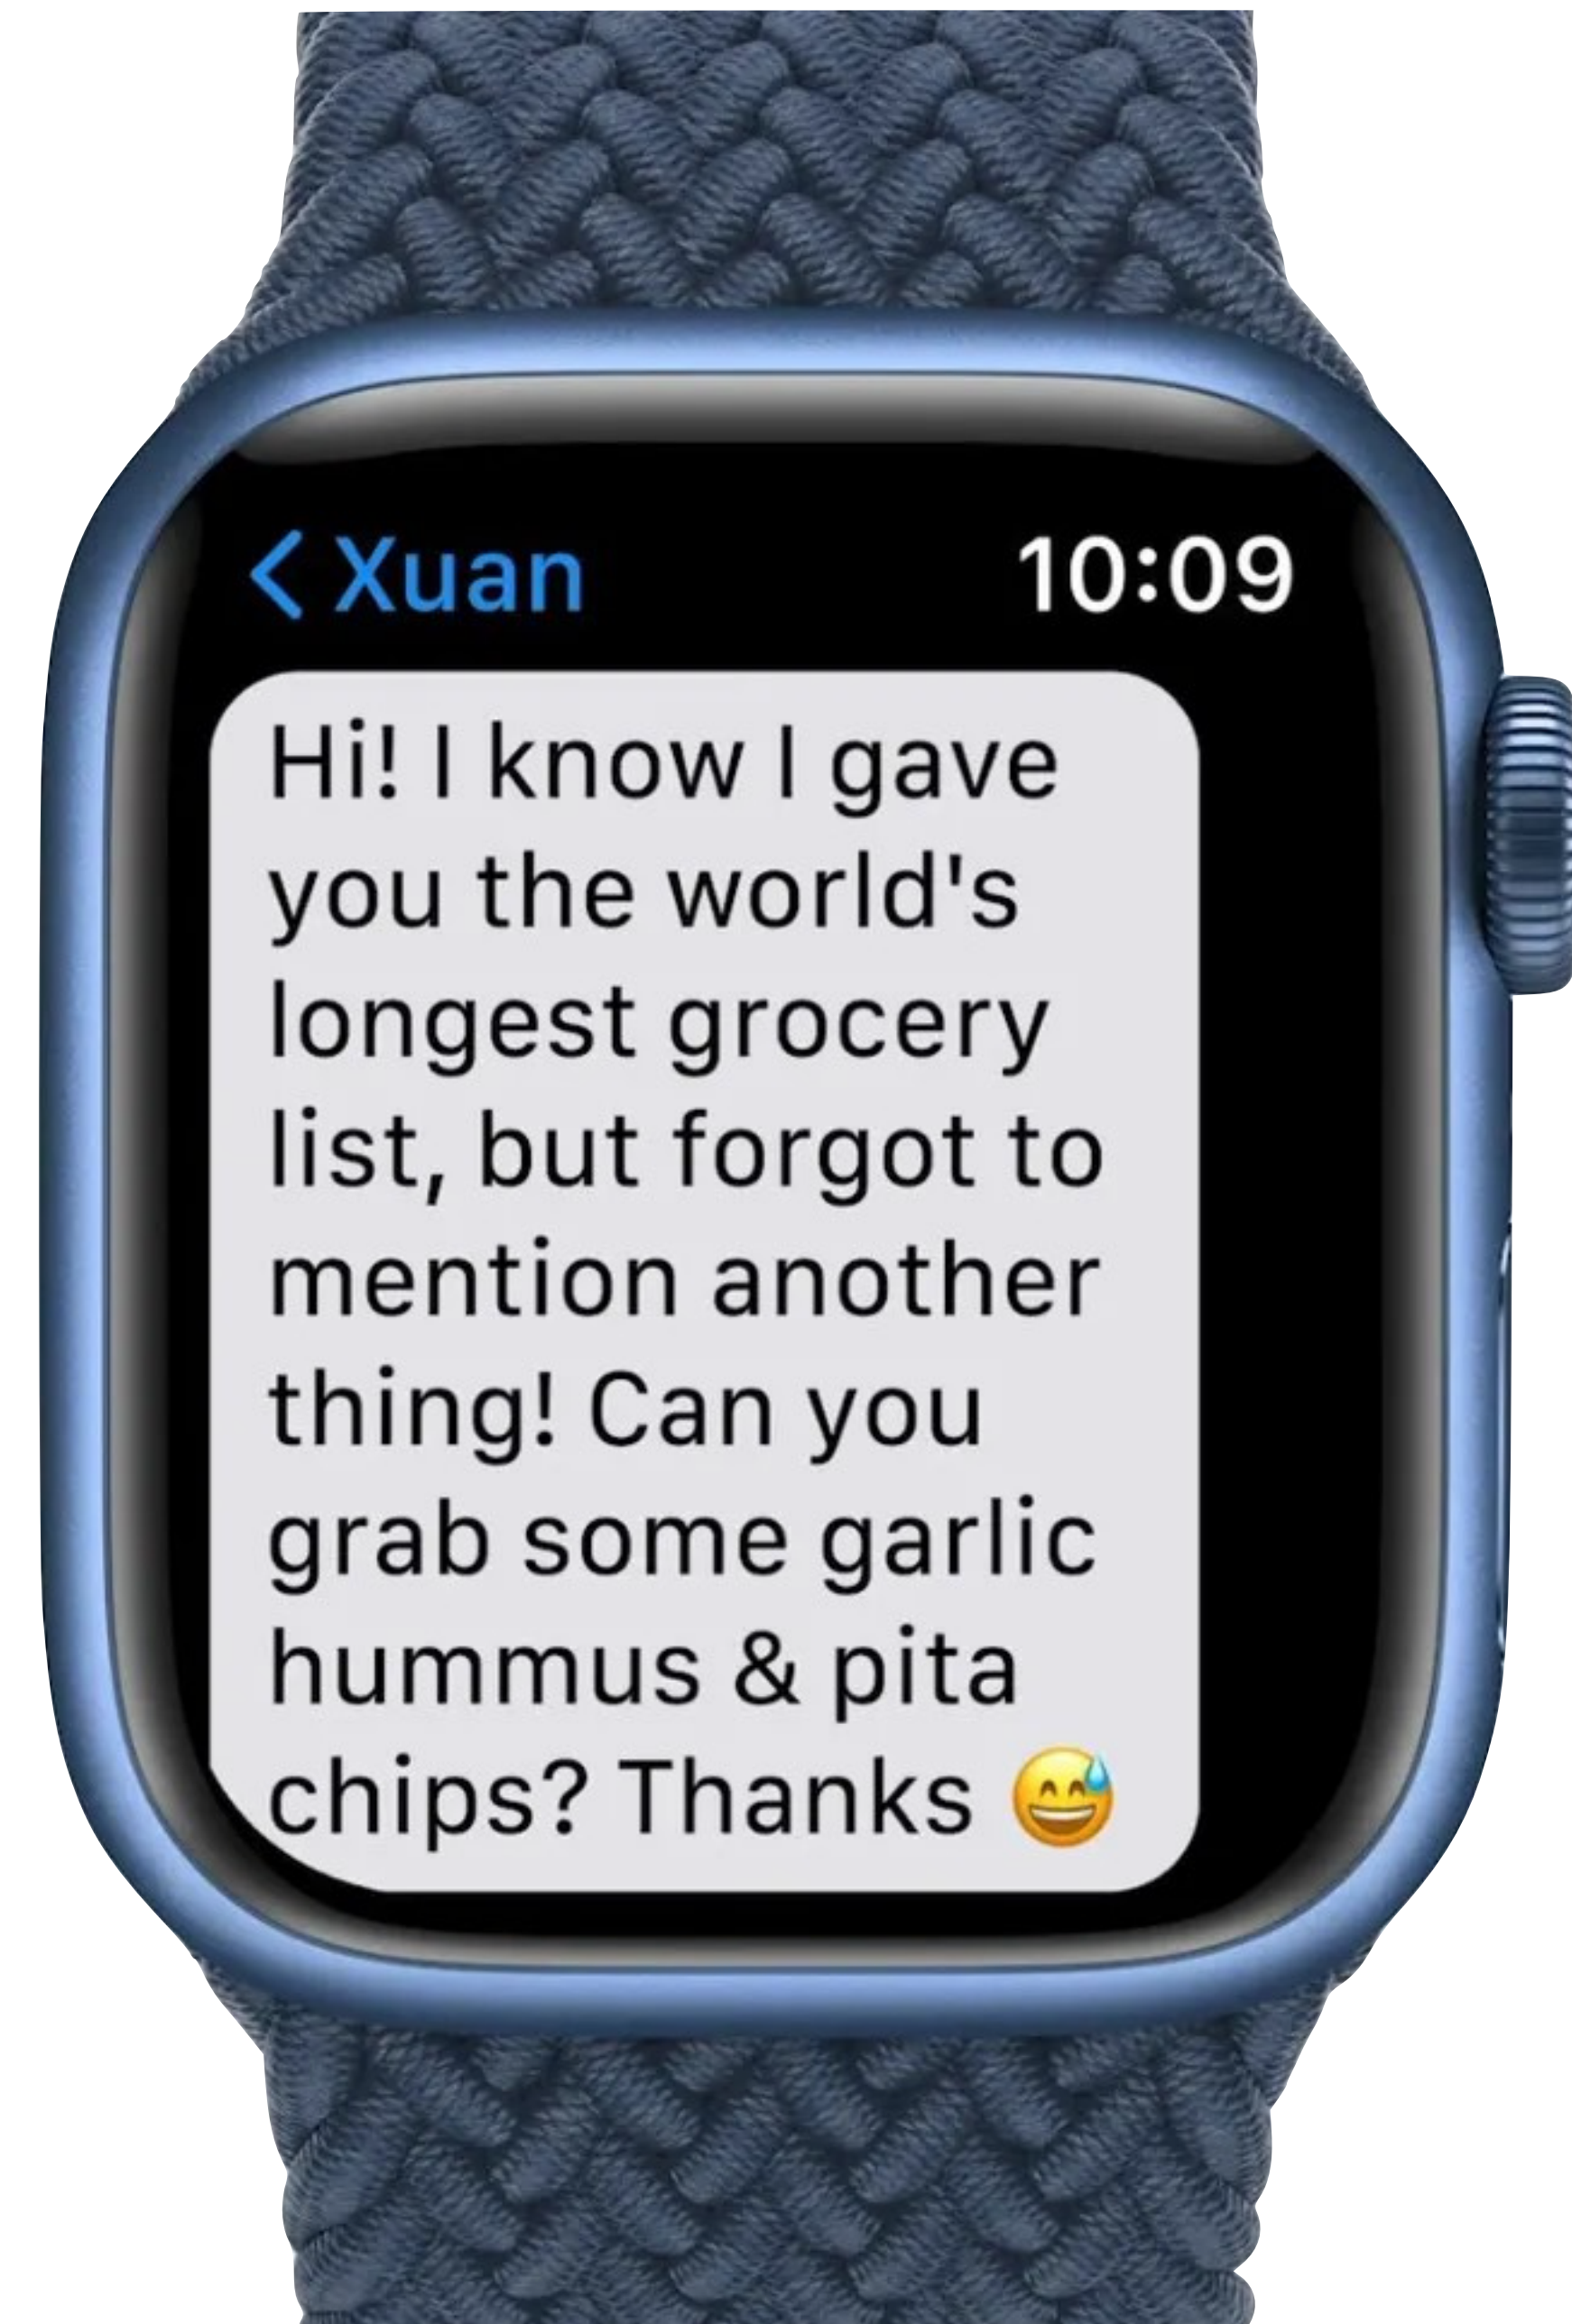 Xuan 10:09
Hi! I know I gave
you the world's
longest grocery
list, but forgot to
mention another
thing! Can you
grab some garlic
hummus & pita
chips? Thanks 😅